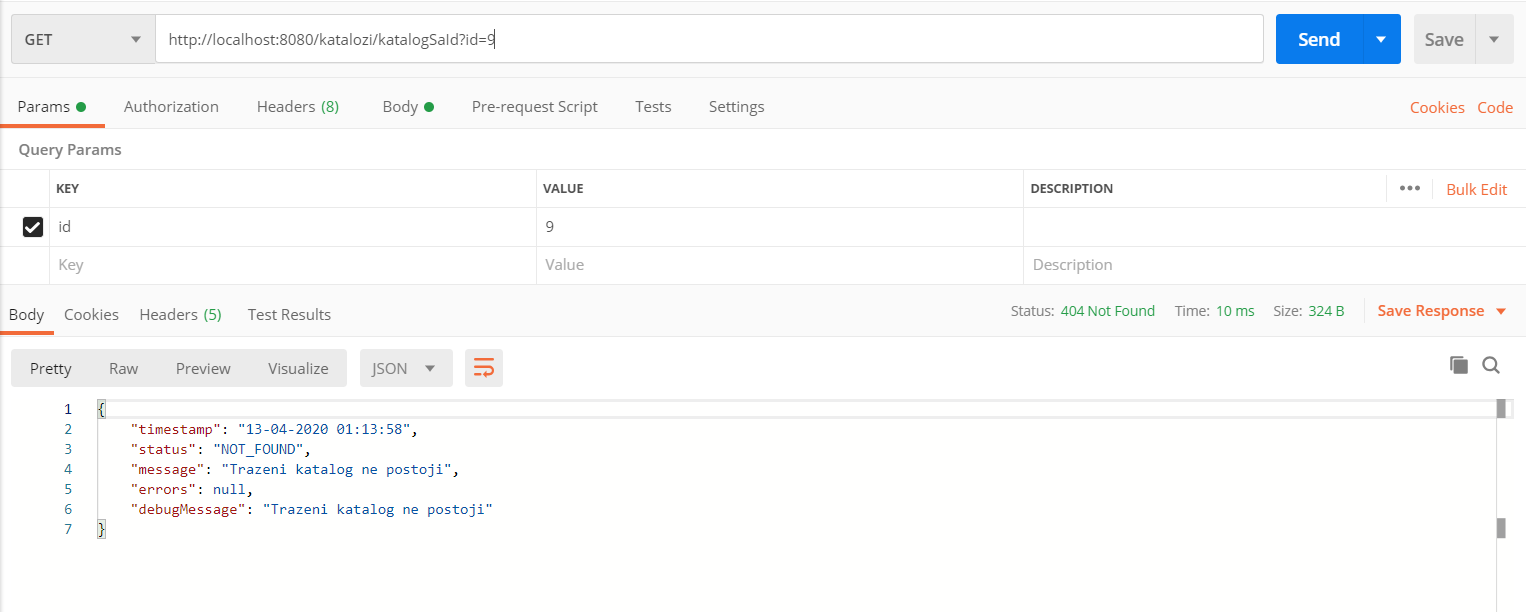 GET http://localhost:8080/katalozi/katalogSaId?id=9 Send Save
Params Authorization Headers (8) Body Pre-request Script Tests Settings Cookies Code
Query Params
KEY VALUE DESCRIPTION ••• Bulk Edit
id 9
Key Value Description
Body Cookies Headers (5) Test Results Status: 404 Not Found Time: 10 ms Size: 324 B Save Response
Pretty Raw Preview Visualize JSON
1 {
2 "timestamp": "13-04-2020 01:13:58",
3 "status": "NOT_FOUND",
4 "message": "Trazeni katalog ne postoji",
5 "errors": null,
6 "debugMessage": "Trazeni katalog ne postoji"
7 }